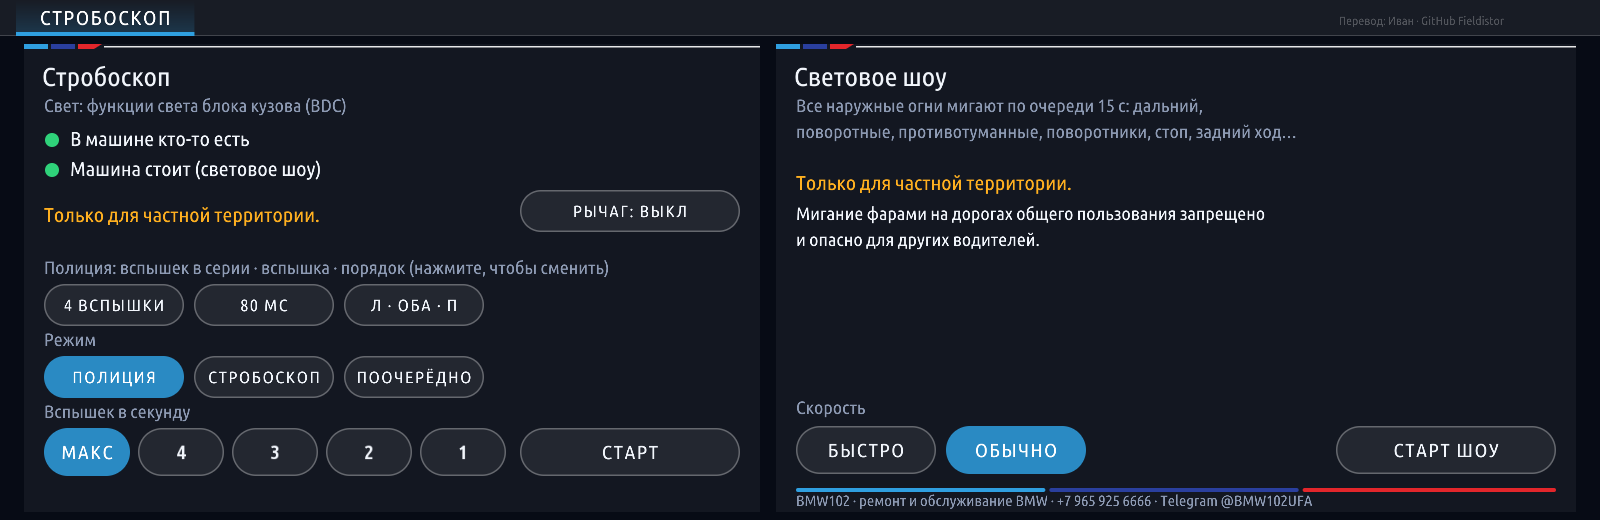 СТРОБОСКОП
Перевод: Иван · GitHub Fieldistor
Стробоскоп
Свет: функции света блока кузова (BDC)
В машине кто-то есть
Машина стоит (световое шоу)
Только для частной территории.
РЫЧАГ: ВЫКЛ
Полиция: вспышек в серии · вспышка · порядок (нажмите, чтобы сменить)
4 ВСПЫШКИ
80 МС
Л · ОБА · П
Режим
ПОЛИЦИЯ
СТРОБОСКОП
ПООЧЕРЁДНО
Вспышек в секунду
МАКС
4
3
2
1
СТАРТ
Световое шоу
Все наружные огни мигают по очереди 15 с: дальний,
поворотные, противотуманные, поворотники, стоп, задний ход...
Только для частной территории.
Мигание фарами на дорогах общего пользования запрещено
и опасно для других водителей.
Скорость
БЫСТРО
ОБЫЧНО
СТАРТ ШОУ
BMW102 · ремонт и обслуживание BMW · +7 965 925 6666 · Telegram @BMW102UFA